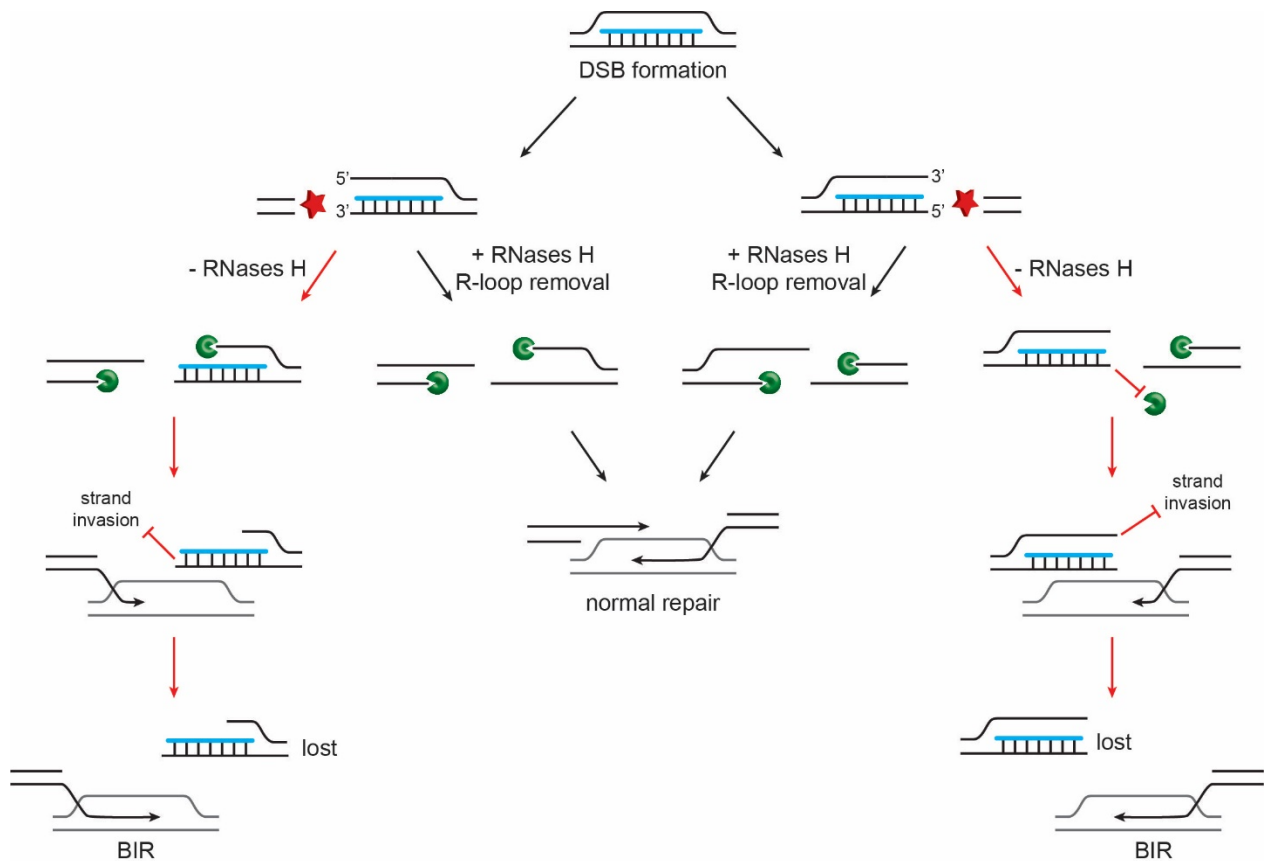 DSB formation
5'
3'
3'
5'
- RNases H
+ RNases H
R-loop removal
+ RNases H
R-loop removal
- RNases H
strand
invasion
strand
invasion
normal repair
lost
lost
BIR
BIR